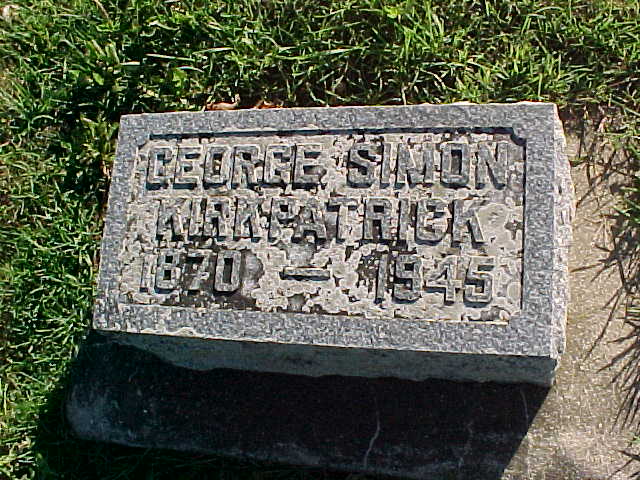 GEORGE SIMON
KIRKPATRICK
1870 — 1945